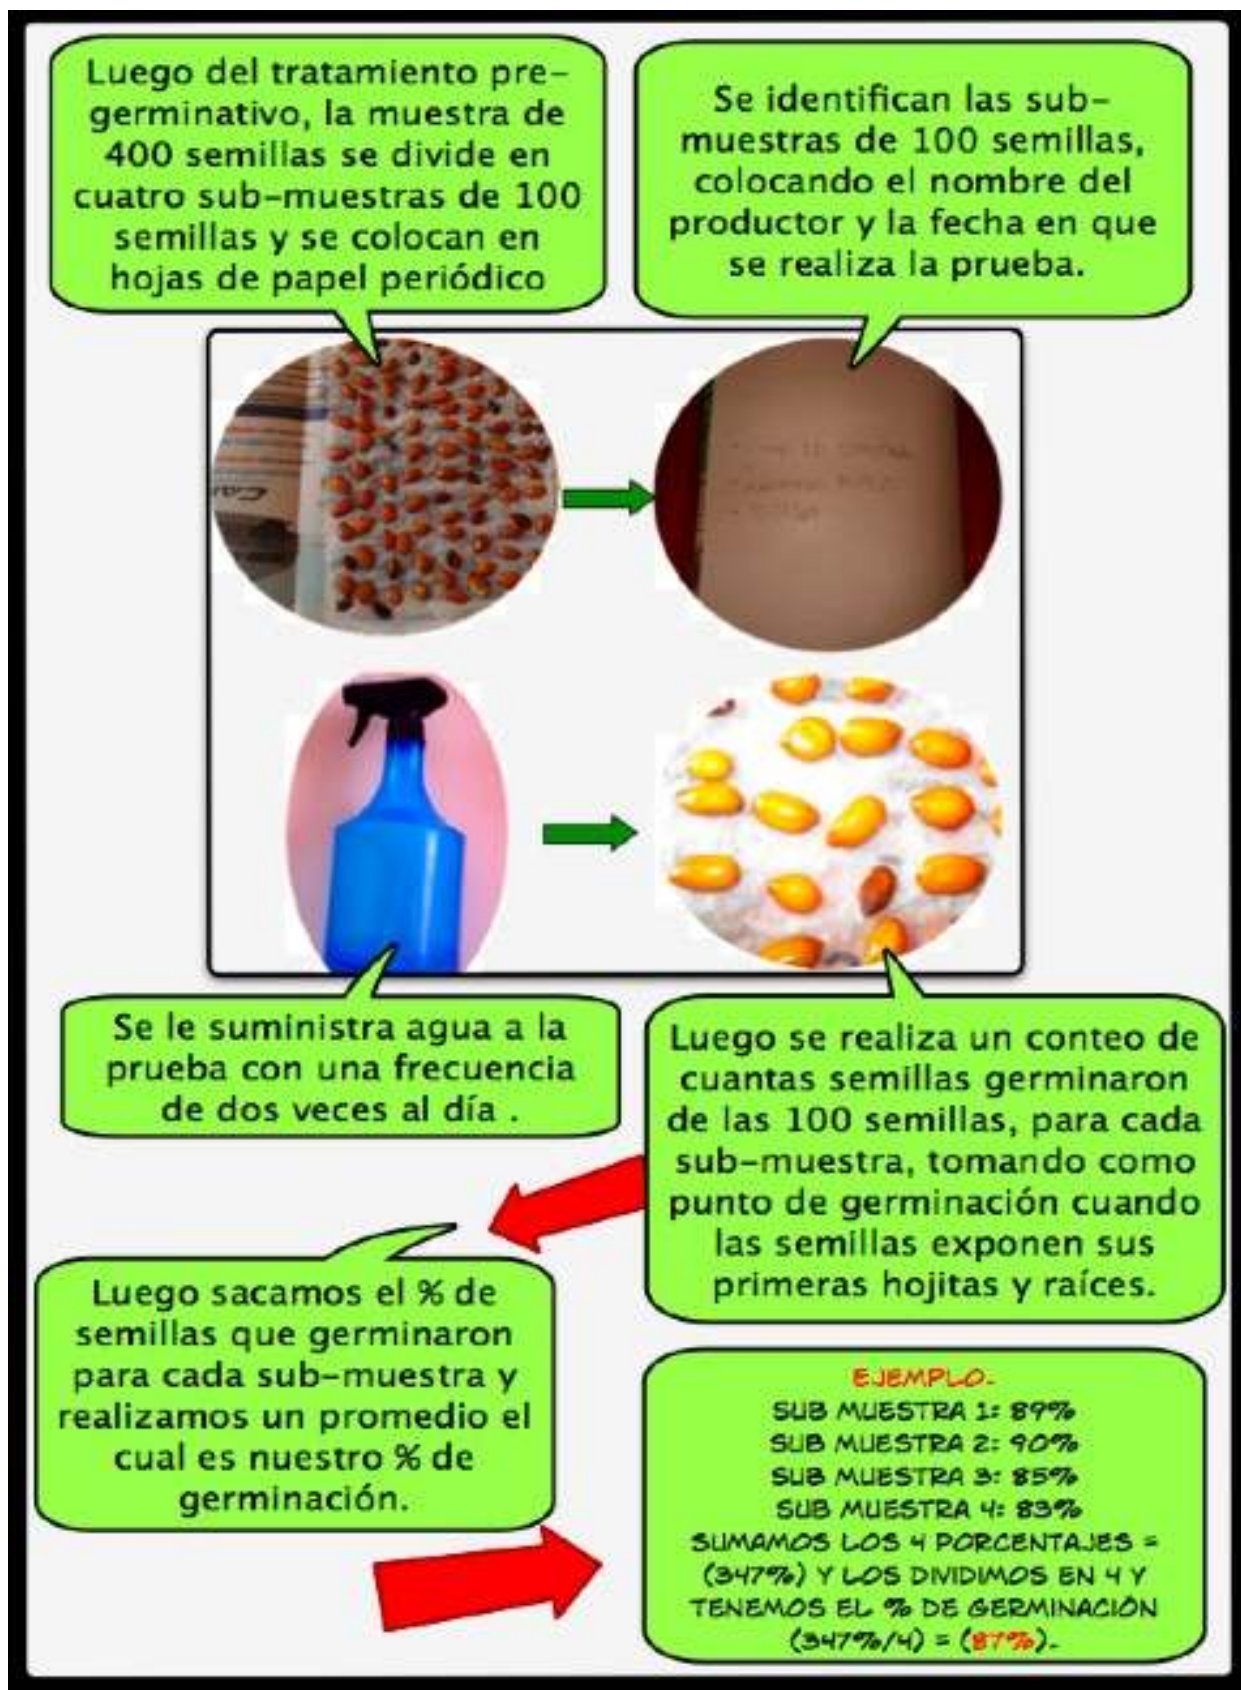 Luego del tratamiento pre-
germinativo, la muestra de
400 semillas se divide en
cuatro sub-muestras de 100
semillas y se colocan en
hojas de papel periódico
Se identifican las sub-
muestras de 100 semillas,
colocando el nombre del
productor y la fecha en que
se realiza la prueba.
Se le suministra agua a la
prueba con una frecuencia
de dos veces al día .
Luego se realiza un conteo de
cuantas semillas germinaron
de las 100 semillas, para cada
sub-muestra, tomando como
punto de germinación cuando
las semillas exponen sus
primeras hojitas y raíces.
Luego sacamos el % de
semillas que germinaron
para cada sub-muestra y
realizamos un promedio el
cual es nuestro % de
germinación.
EJEMPLO.
SUB MUESTRA 1: 89%
SUB MUESTRA 2: 90%
SUB MUESTRA 3: 85%
SUB MUESTRA 4: 83%
SUMAMOS LOS 4 PORCENTAJES =
(347%) Y LOS DIVIDIMOS EN 4 Y
TENEMOS EL % DE GERMINACIÓN
(347%/4) = (87%).